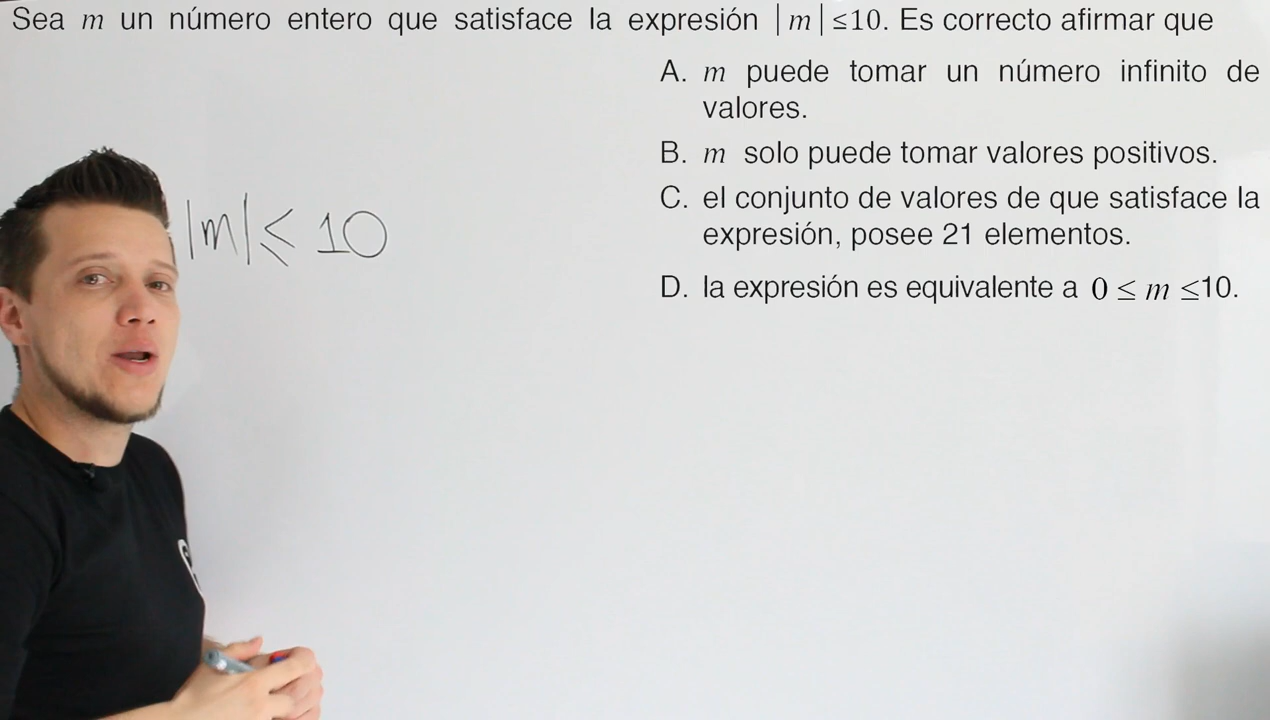 Sea m un número entero que satisface la expresión |m|≤10. Es correcto afirmar que
A. m puede tomar un número infinito de
valores.
B. m solo puede tomar valores positivos.
C. el conjunto de valores de que satisface la
expresión, posee 21 elementos.
D. la expresión es equivalente a 0 ≤ m ≤10.
|m| ≤ 10